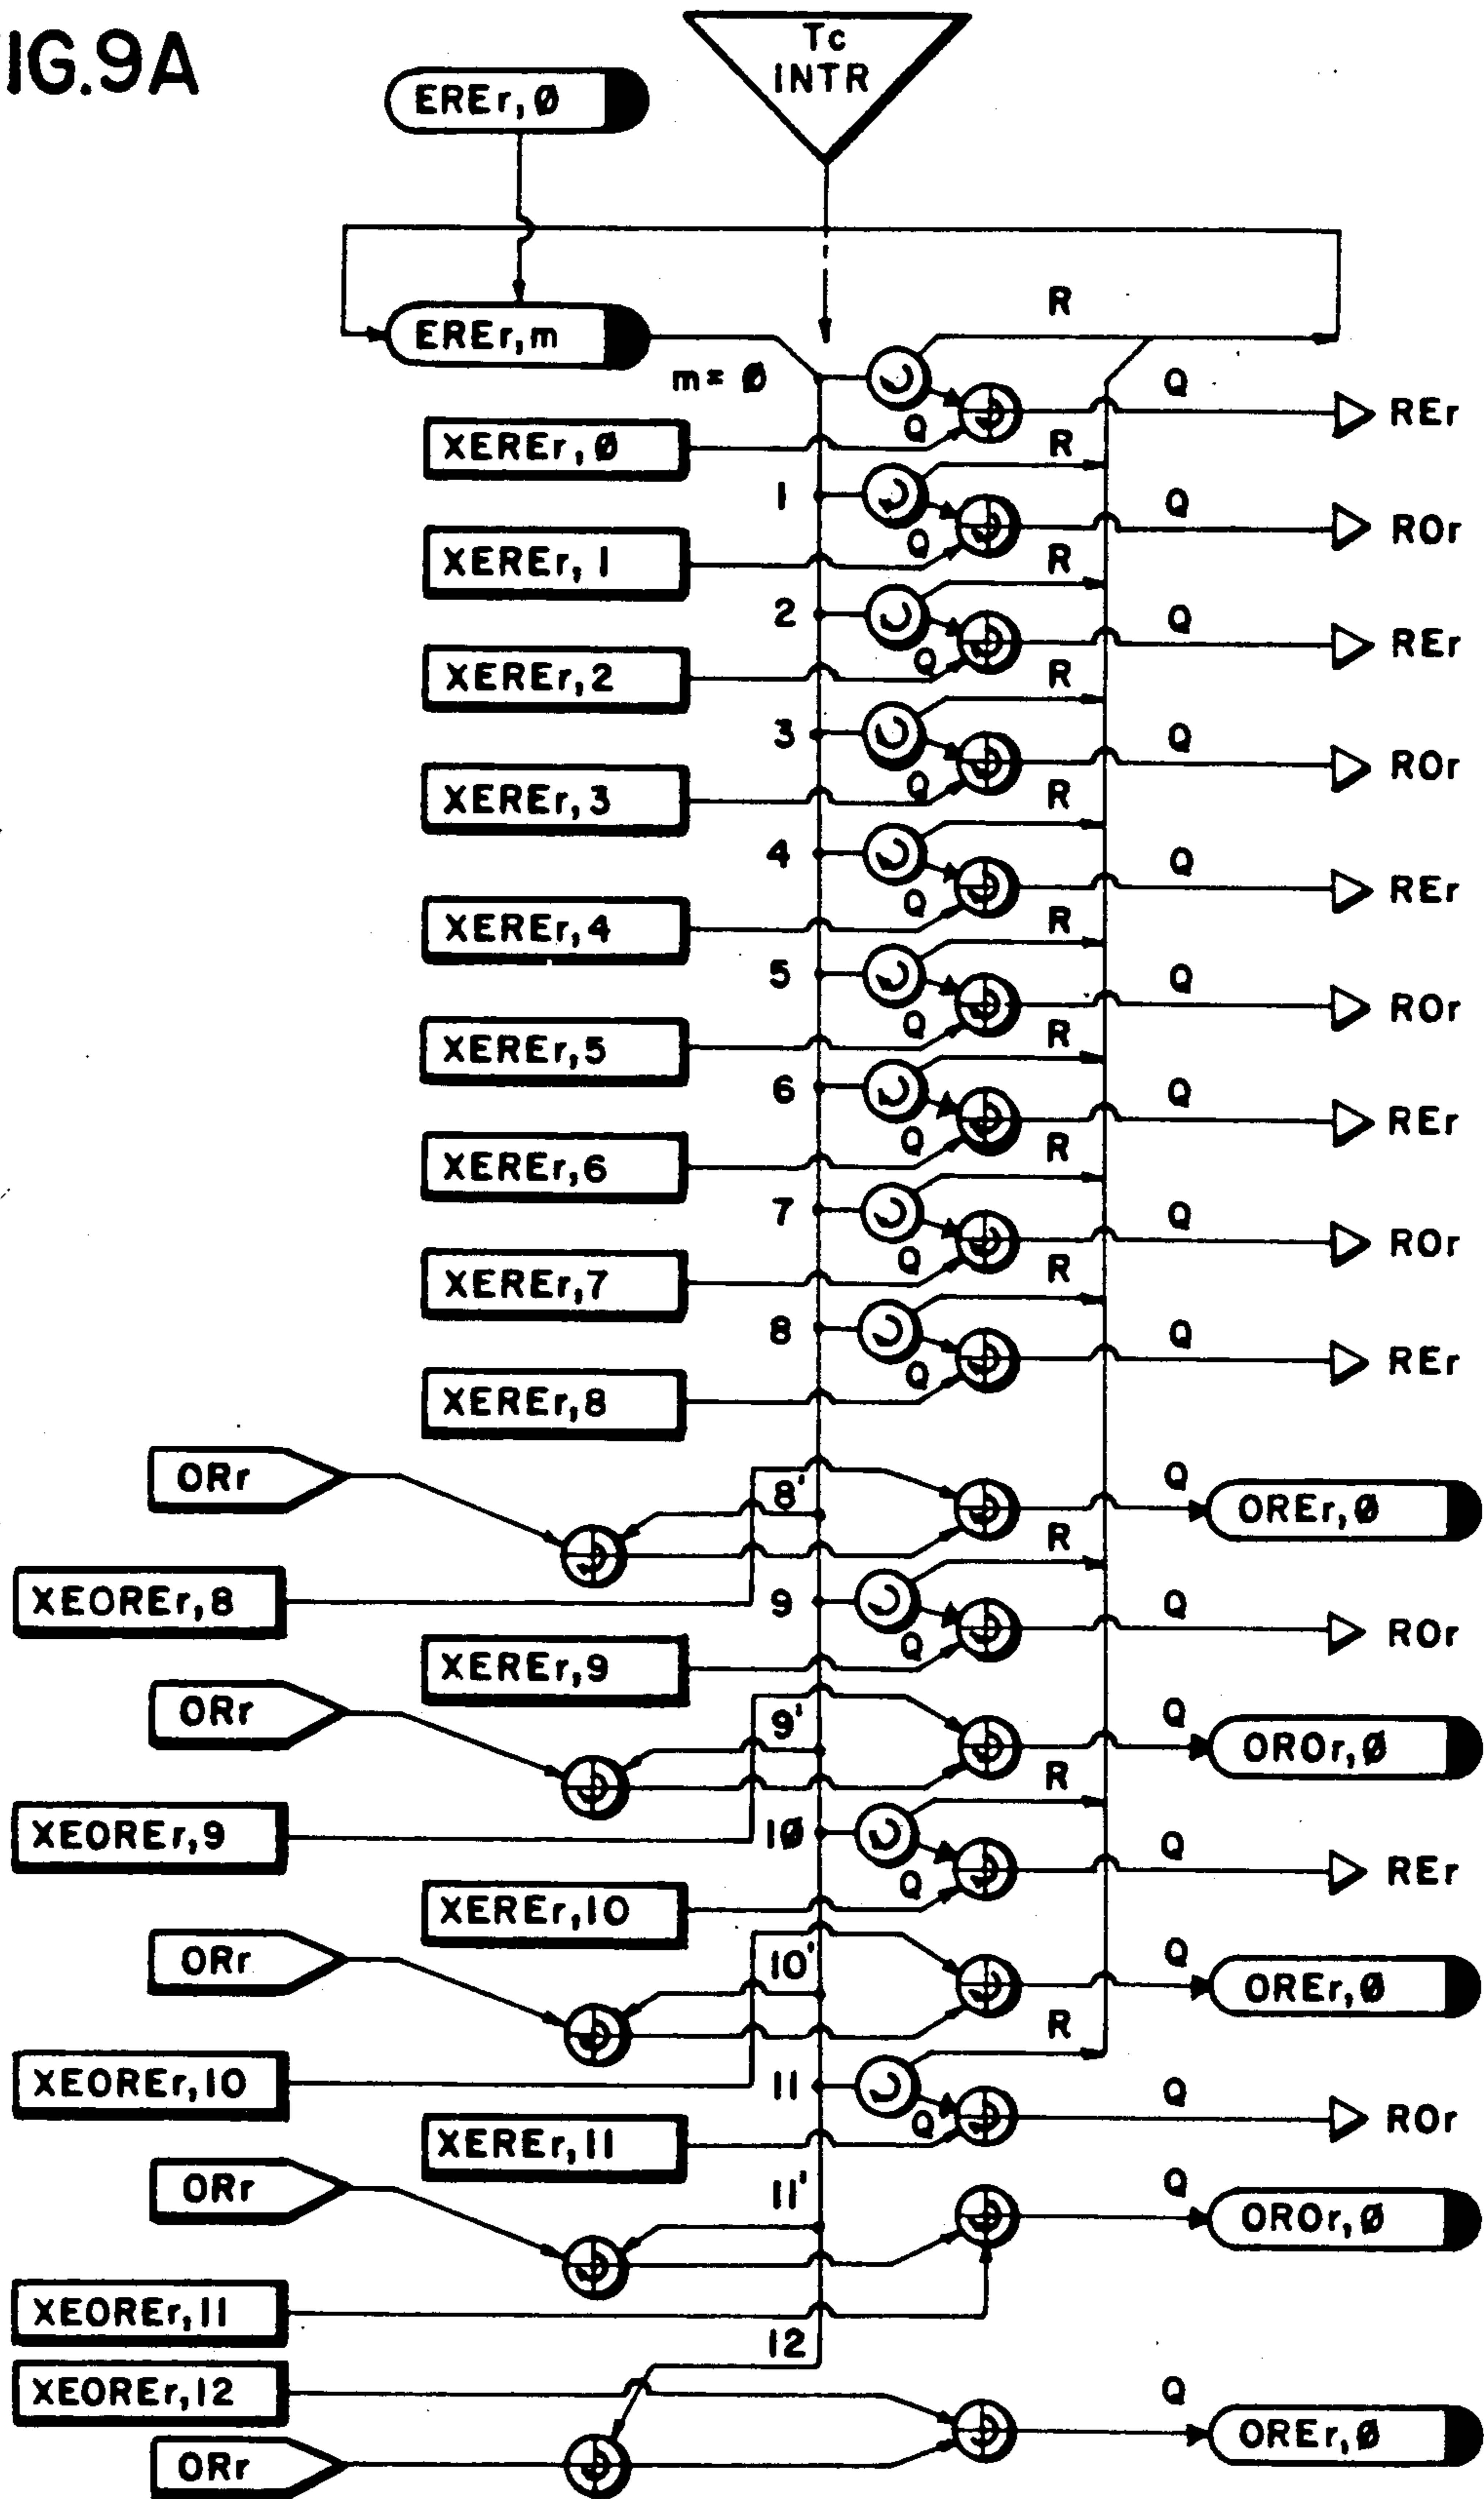 IG.9A
Tc
INTR
EREr,Ø
R
EREr,m
m= Ø
Q
REr
XEREr,Ø
Q
R
1
Q
ROr
XEREr,1
Q
R
2
Q
REr
XEREr,2
Q
R
3
Q
ROr
XEREr,3
Q
R
4
Q
REr
XEREr,4
Q
R
5
Q
ROr
XEREr,5
Q
R
6
Q
REr
XEREr,6
Q
R
7
Q
ROr
XEREr,7
Q
R
8
Q
REr
XEREr,8
Q
ORr
8'
Q
OREr,Ø
R
XEOREr,8
9
Q
ROr
XEREr,9
Q
ORr
9'
Q
OROr,Ø
R
XEOREr,9
1Ø
Q
REr
XEREr,10
Q
ORr
10'
Q
OREr,Ø
R
XEOREr,10
11
Q
ROr
XEREr,11
Q
ORr
11'
Q
OROr,Ø
XEOREr,11
12
XEOREr,12
Q
OREr,Ø
ORr